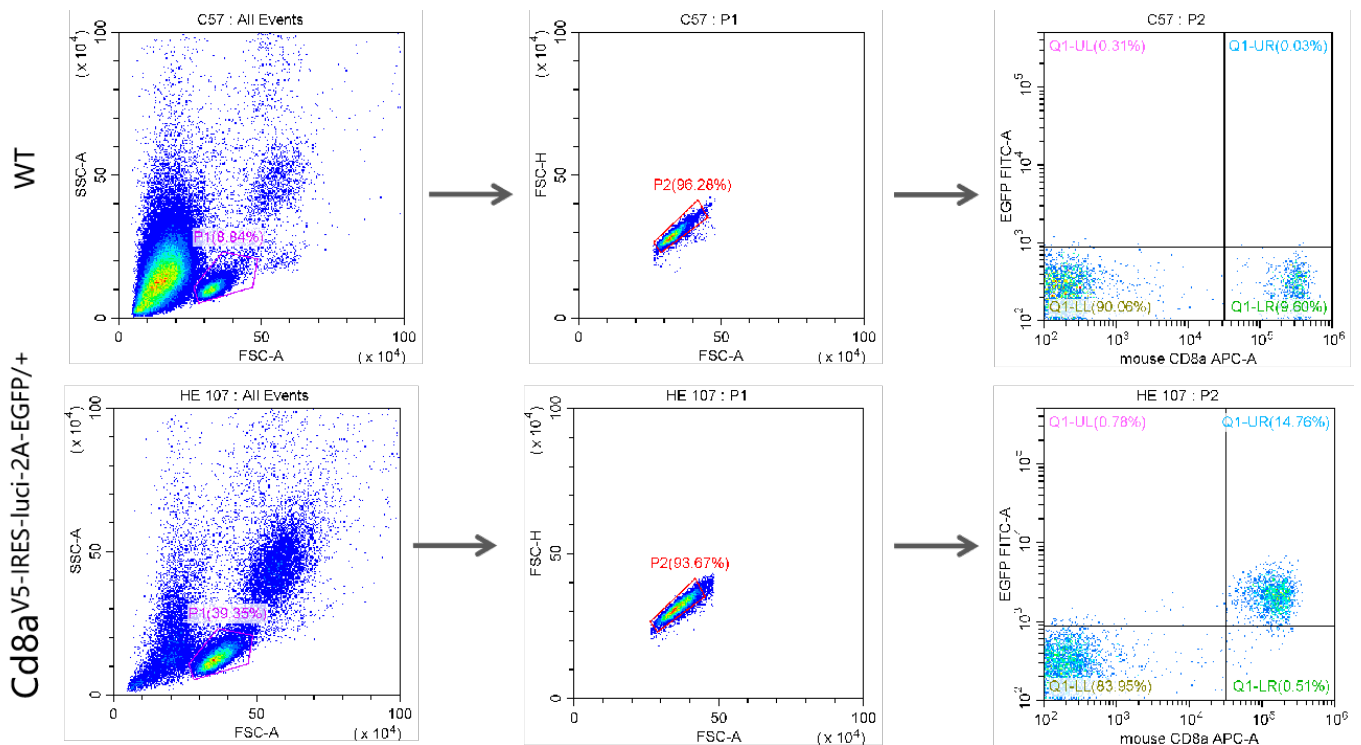 C57 : All Events
C57 : P1
C57 : P2
WT
(x 10⁴)
100
50
0
SSC-A
P1(8.84%)
0 50 100
FSC-A
(x 10⁴)
(x 10⁴)
100
50
0
FSC-H
P2(96.28%)
0 50 100
FSC-A
(x 10⁴)
Q1-UL(0.31%)
Q1-UR(0.03%)
EGFP FITC-A
10⁵
10⁴
10³
10²
Q1-LL(90.06%)
Q1-LR(9.60%)
10² 10³ 10⁴ 10⁵ 10⁶
mouse CD8a APC-A
Cd8a^V5-IRES-luci-2A-EGFP/+
HE 107 : All Events
HE 107 : P1
HE 107 : P2
(x 10⁴)
100
50
0
SSC-A
P1(39.35%)
0 50 100
FSC-A
(x 10⁴)
(x 10⁴)
100
50
0
FSC-H
P2(93.67%)
0 50 100
FSC-A
(x 10⁴)
Q1-UL(0.78%)
Q1-UR(14.76%)
EGFP FITC-A
10³
10²
Q1-LL(83.95%)
Q1-LR(0.51%)
10² 10³ 10⁴ 10⁵ 10⁶
mouse CD8a APC-A